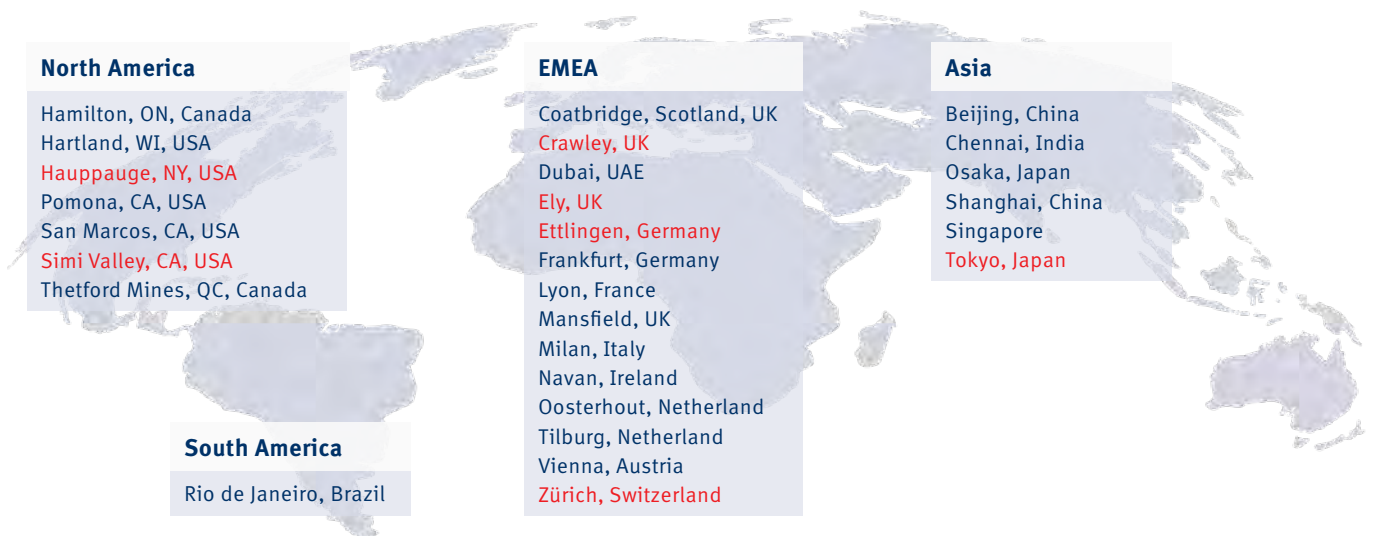 North America
Hamilton, ON, Canada
Hartland, WI, USA
Hauppauge, NY, USA
Pomona, CA, USA
San Marcos, CA, USA
Simi Valley, CA, USA
Thetford Mines, QC, Canada
South America
Rio de Janeiro, Brazil
EMEA
Coatbridge, Scotland, UK
Crawley, UK
Dubai, UAE
Ely, UK
Ettlingen, Germany
Frankfurt, Germany
Lyon, France
Mansfield, UK
Milan, Italy
Navan, Ireland
Oosterhout, Netherland
Tilburg, Netherland
Vienna, Austria
Zürich, Switzerland
Asia
Beijing, China
Chennai, India
Osaka, Japan
Shanghai, China
Singapore
Tokyo, Japan